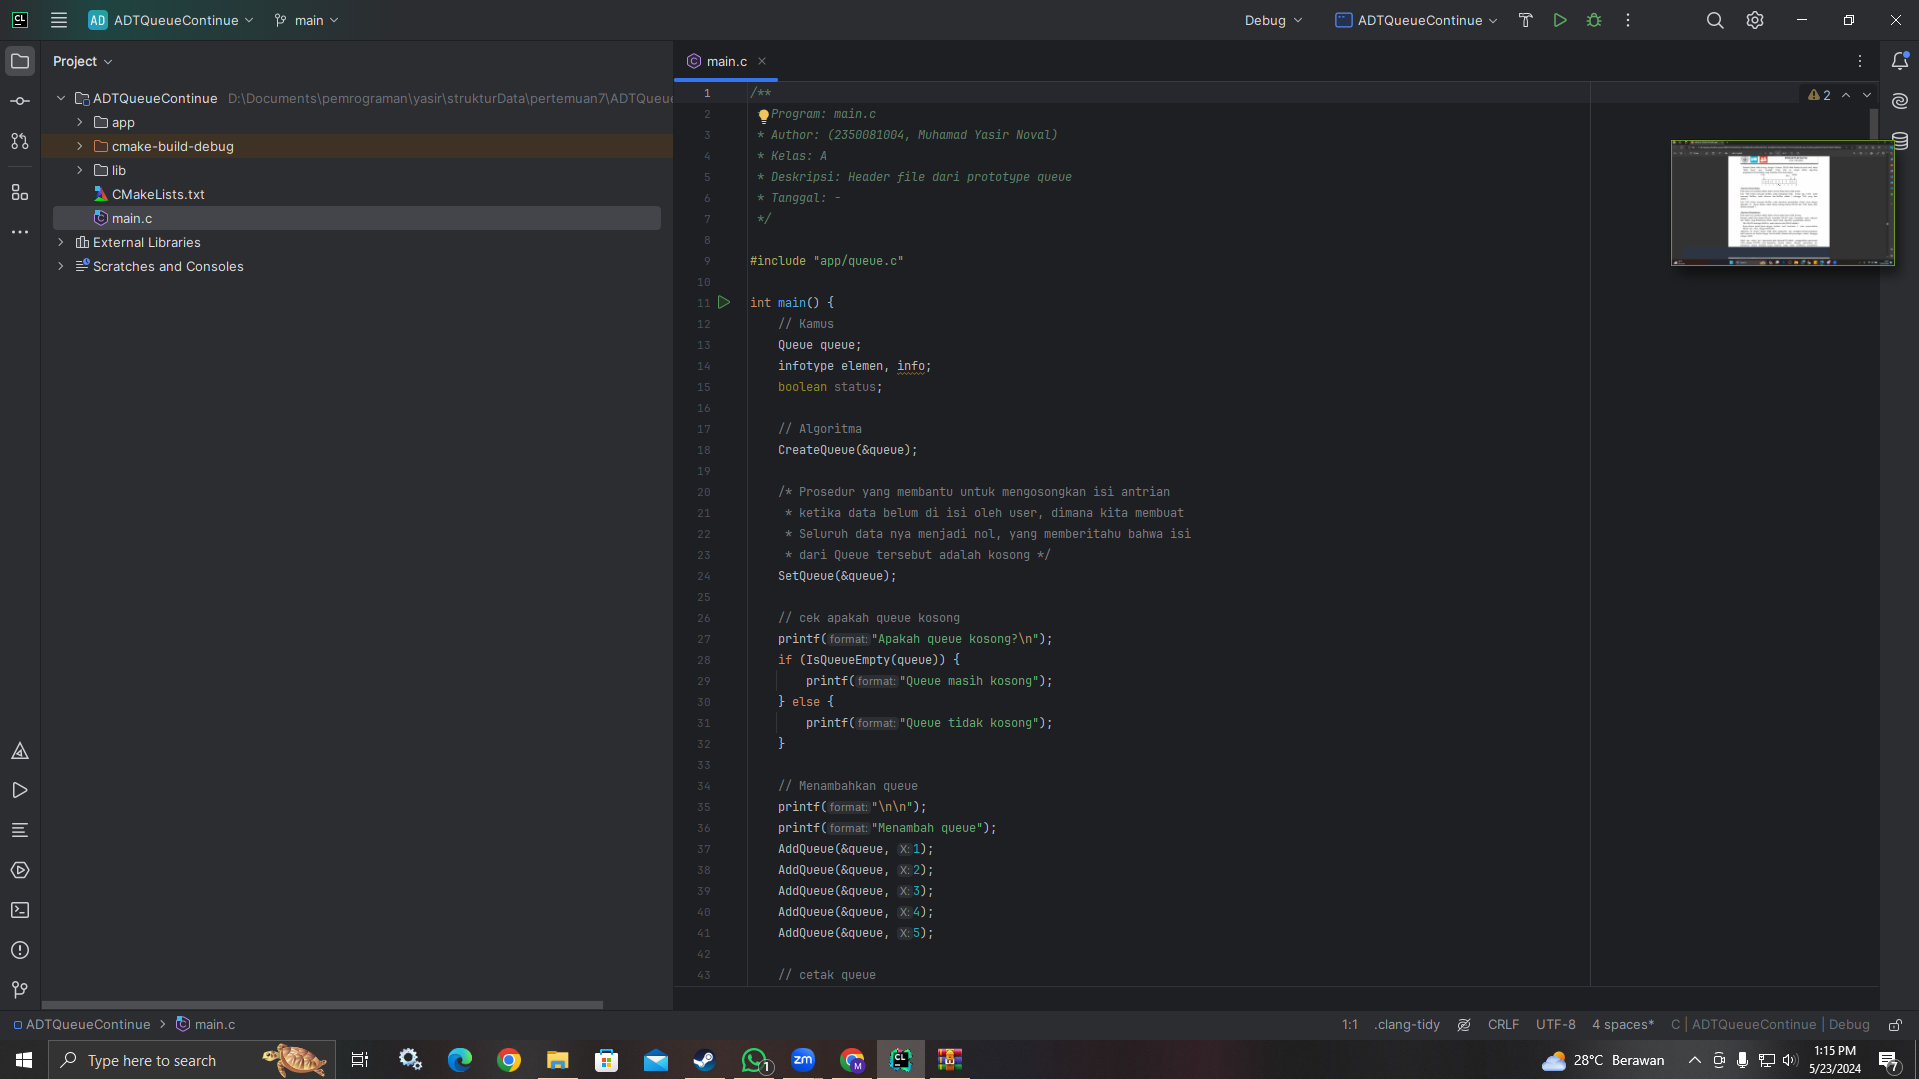 CL
AD ADTQueueContinue
main
Debug
ADTQueueContinue
Project
ADTQueueContinue D:\Documents\pemrograman\yasir\strukturData\pertemuan7\ADTQueue
app
cmake-build-debug
lib
CMakeLists.txt
main.c
External Libraries
Scratches and Consoles
main.c
2
1 /**
2 Program: main.c
3 * Author: (2350081004, Muhamad Yasir Noval)
4 * Kelas: A
5 * Deskripsi: Header file dari prototype queue
6 * Tanggal: -
7 */
8
9 #include "app/queue.c"
10
11 int main() {
12 // Kamus
13 Queue queue;
14 infotype elemen, info;
15 boolean status;
16
17 // Algoritma
18 CreateQueue(&queue);
19
20 /* Prosedur yang membantu untuk mengosongkan isi antrian
21 * ketika data belum di isi oleh user, dimana kita membuat
22 * Seluruh data nya menjadi nol, yang memberitahu bahwa isi
23 * dari Queue tersebut adalah kosong */
24 SetQueue(&queue);
25
26 // cek apakah queue kosong
27 printf(format: "Apakah queue kosong?\n");
28 if (IsQueueEmpty(queue)) {
29 printf(format: "Queue masih kosong");
30 } else {
31 printf(format: "Queue tidak kosong");
32 }
33
34 // Menambahkan queue
35 printf(format: "\n\n");
36 printf(format: "Menambah queue");
37 AddQueue(&queue, X: 1);
38 AddQueue(&queue, X: 2);
39 AddQueue(&queue, X: 3);
40 AddQueue(&queue, X: 4);
41 AddQueue(&queue, X: 5);
42
43 // cetak queue
ADTQueueContinue > main.c
1:1 .clang-tidy CRLF UTF-8 4 spaces* C | ADTQueueContinue | Debug
Type here to search
1
zm
M
CL
28°C Berawan
1:15 PM
5/23/2024
7